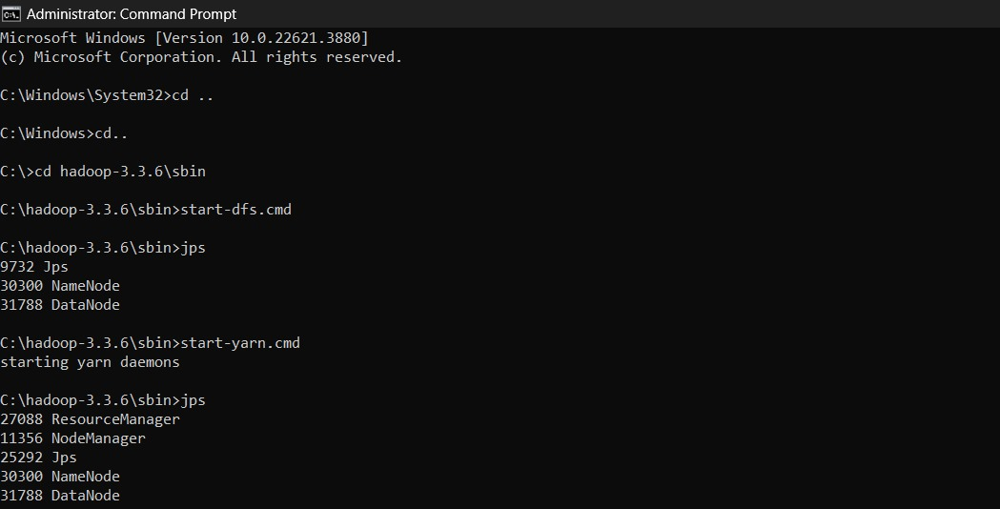 Administrator: Command Prompt
Microsoft Windows [Version 10.0.22621.3880]
(c) Microsoft Corporation. All rights reserved.
C:\Windows\System32>cd ..
C:\Windows>cd..
C:\>cd hadoop-3.3.6\sbin
C:\hadoop-3.3.6\sbin>start-dfs.cmd
C:\hadoop-3.3.6\sbin>jps
9732 Jps
30300 NameNode
31788 DataNode
C:\hadoop-3.3.6\sbin>start-yarn.cmd
starting yarn daemons
C:\hadoop-3.3.6\sbin>jps
27088 ResourceManager
11356 NodeManager
25292 Jps
30300 NameNode
31788 DataNode